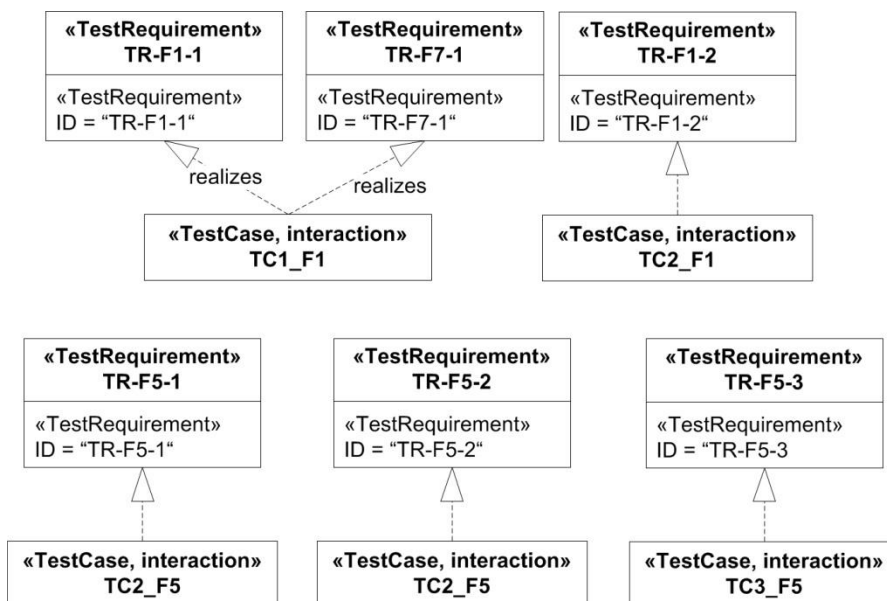 «TestRequirement»
TR-F1-1
«TestRequirement»
ID = “TR-F1-1“
«TestRequirement»
TR-F7-1
«TestRequirement»
ID = “TR-F7-1“
«TestRequirement»
TR-F1-2
«TestRequirement»
ID = “TR-F1-2“
realizes
realizes
«TestCase, interaction»
TC1_F1
«TestCase, interaction»
TC2_F1
«TestRequirement»
TR-F5-1
«TestRequirement»
ID = “TR-F5-1“
«TestRequirement»
TR-F5-2
«TestRequirement»
ID = “TR-F5-2“
«TestRequirement»
TR-F5-3
«TestRequirement»
ID = “TR-F5-3
«TestCase, interaction»
TC2_F5
«TestCase, interaction»
TC2_F5
«TestCase, interaction»
TC3_F5